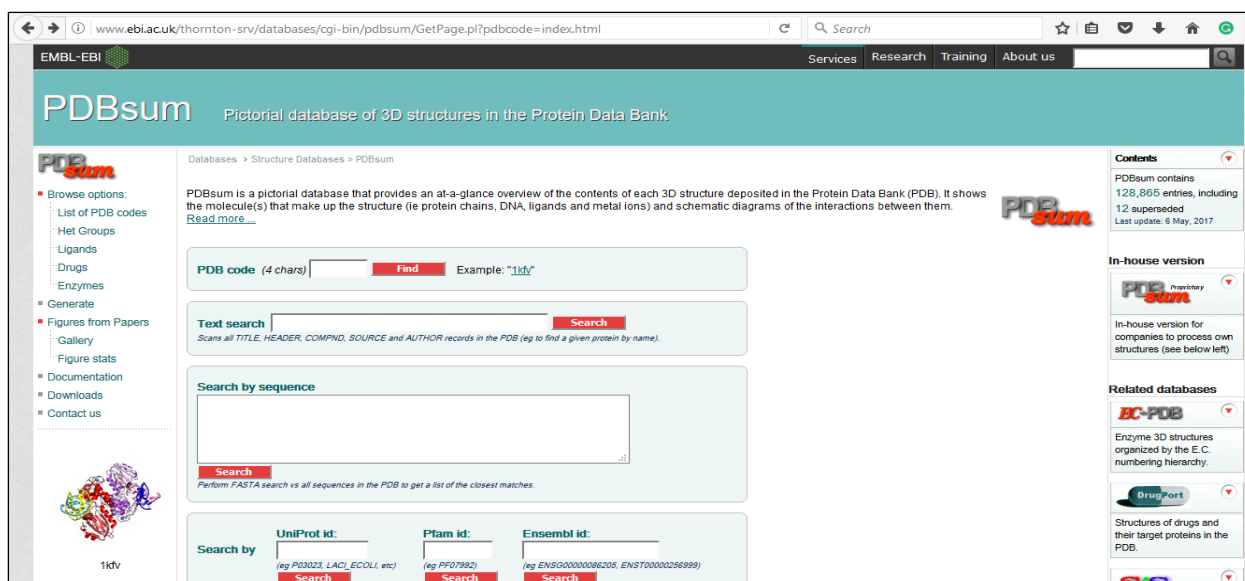 www.ebi.ac.uk/thornton-srv/databases/cgi-bin/pdbsum/GetPage.pl?pdbcode=index.html
Search
EMBL-EBI
Services Research Training About us
PDBsum Pictorial database of 3D structures in the Protein Data Bank
PDBsum
Browse options:
List of PDB codes
Het Groups
Ligands
Drugs
Enzymes
Generate
Figures from Papers
Gallery
Figure stats
Documentation
Downloads
Contact us
1kfv
Databases > Structure Databases > PDBsum
PDBsum is a pictorial database that provides an at-a-glance overview of the contents of each 3D structure deposited in the Protein Data Bank (PDB). It shows
the molecule(s) that make up the structure (ie protein chains, DNA, ligands and metal ions) and schematic diagrams of the interactions between them.
Read more ...
PDBsum
PDB code (4 chars) Find Example: "1kfv"
Text search Search
Scans all TITLE, HEADER, COMPND, SOURCE and AUTHOR records in the PDB (eg to find a given protein by name).
Search by sequence
Search
Perform FASTA search vs all sequences in the PDB to get a list of the closest matches.
UniProt id: Pfam id: Ensembl id:
Search by
(eg P03023, LACI_ECOLI, etc) (eg PF07992) (eg ENSG00000086205, ENST00000256999)
Search Search Search
Contents
PDBsum contains
128,865 entries, including
12 superseded
Last update: 6 May, 2017
In-house version
PDBsum Proprietary
In-house version for
companies to process own
structures (see below left)
Related databases
EC-PDB
Enzyme 3D structures
organized by the E.C.
numbering hierarchy.
DrugPort
Structures of drugs and
their target proteins in the
PDB.